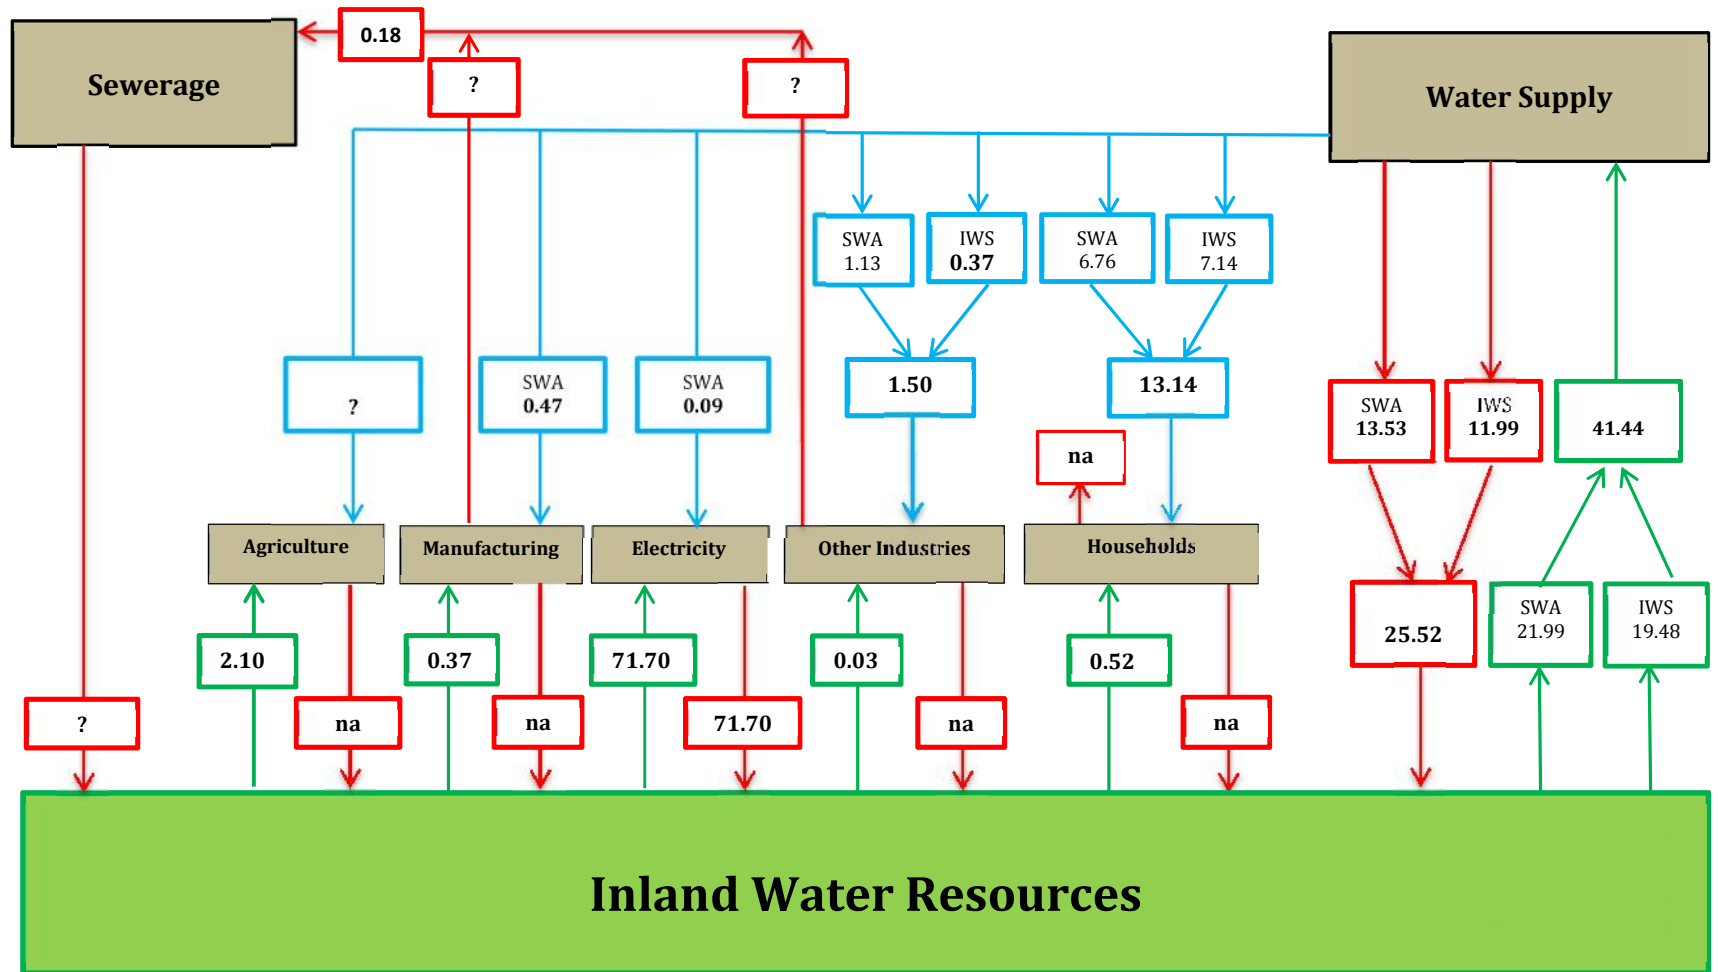 0.18
Sewerage
?
?
Water Supply
SWA
1.13
IWS
0.37
SWA
6.76
IWS
7.14
?
SWA
0.47
SWA
0.09
1.50
13.14
SWA
13.53
IWS
11.99
41.44
na
Agriculture
Manufacturing
Electricity
Other Industries
Households
25.52
SWA
21.99
IWS
19.48
2.10
0.37
71.70
0.03
0.52
?
na
na
71.70
na
na
Inland Water Resources